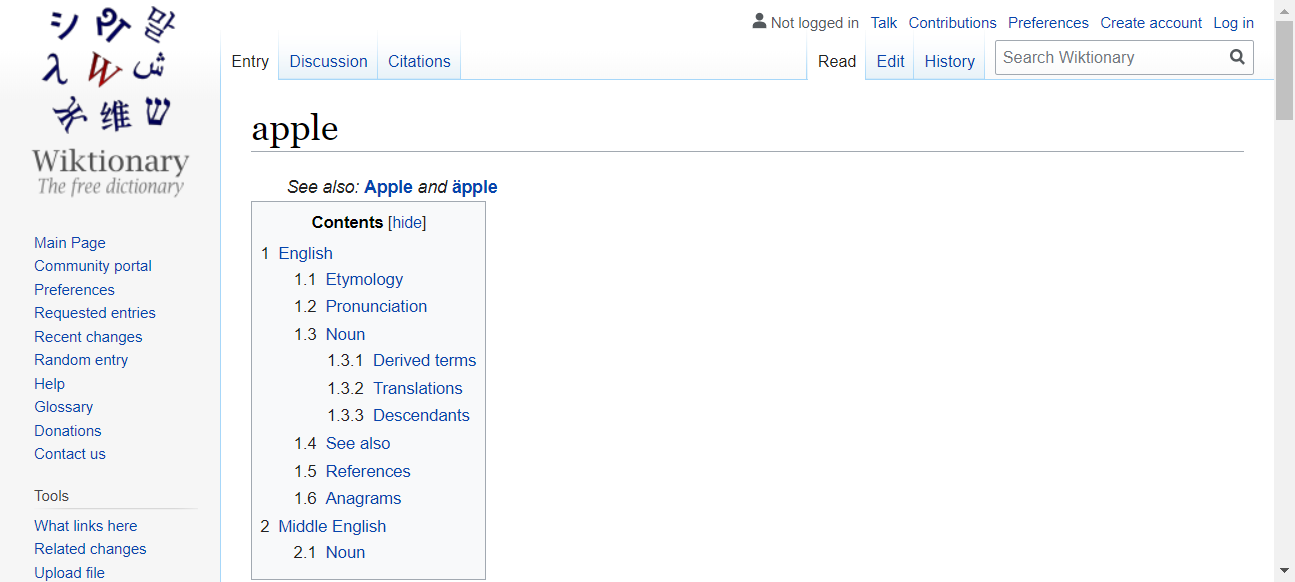 シ Պ 말
λ W ش
ጽ 维 ש
Wiktionary
The free dictionary
Main Page
Community portal
Preferences
Requested entries
Recent changes
Random entry
Help
Glossary
Donations
Contact us
Tools
What links here
Related changes
Upload file
Not logged in Talk Contributions Preferences Create account Log in
Entry Discussion Citations Read Edit History Search Wiktionary
apple
See also: Apple and äpple
Contents [hide]
1 English
1.1 Etymology
1.2 Pronunciation
1.3 Noun
1.3.1 Derived terms
1.3.2 Translations
1.3.3 Descendants
1.4 See also
1.5 References
1.6 Anagrams
2 Middle English
2.1 Noun